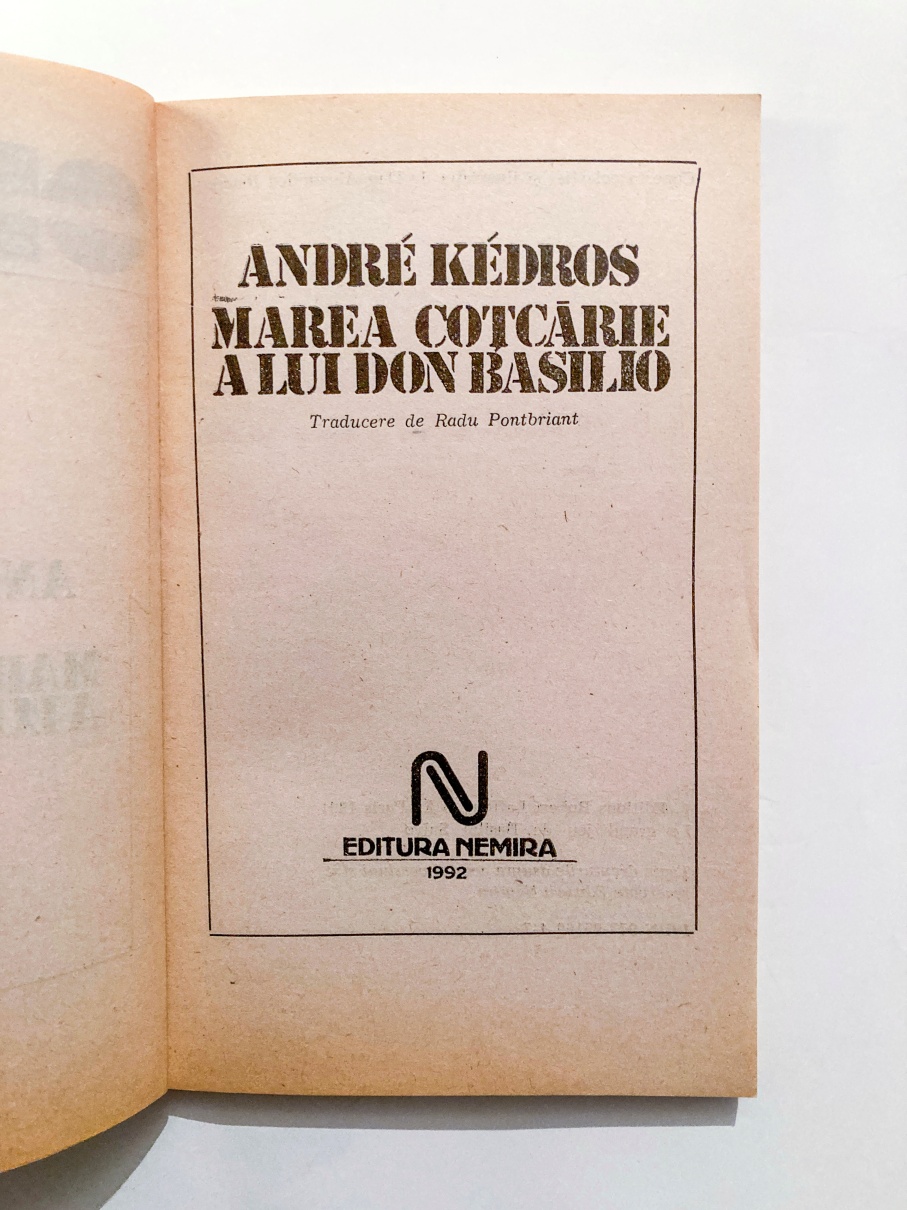 ANDRÉ KÉDROS
MAREA COTCĂRIE
A LUI DON BASILIO
Traducere de Radu Pontbriant
EDITURA NEMIRA
1992